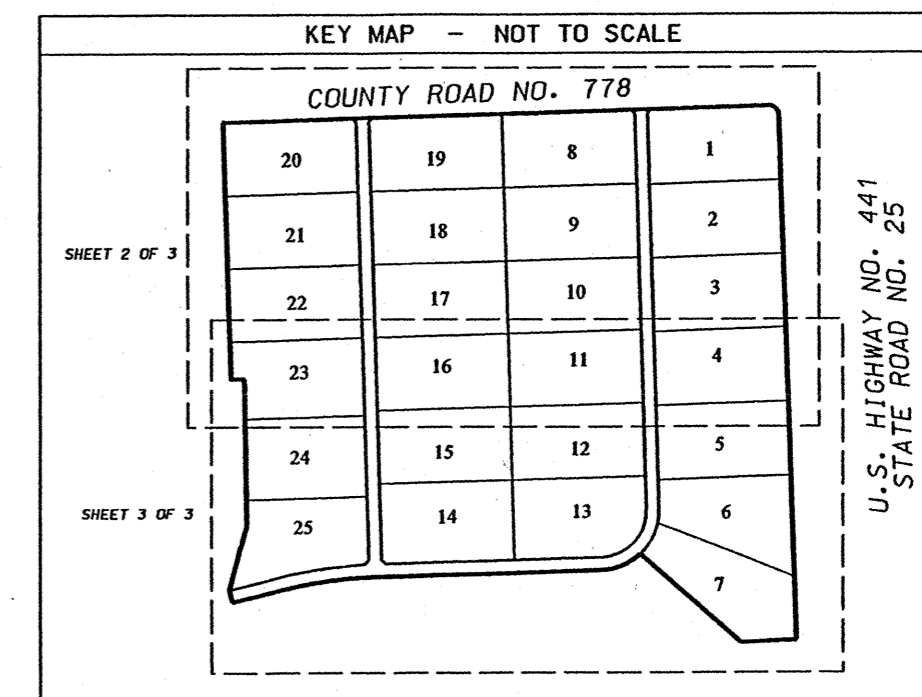 KEY MAP - NOT TO SCALE
COUNTY ROAD NO. 778
20 19 8 1
21 18 9 2
SHEET 2 OF 3
22 17 10 3
23 16 11 4
24 15 12 5
SHEET 3 OF 3
25 14 13 6
7
U.S. HIGHWAY NO. 441
STATE ROAD NO. 25